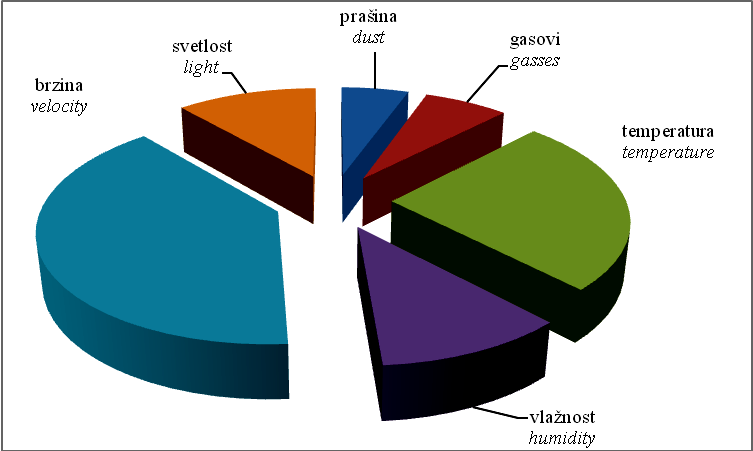 prašina
dust
gasovi
gasses
svetlost
light
brzina
velocity
temperatura
temperature
vlažnost
humidity